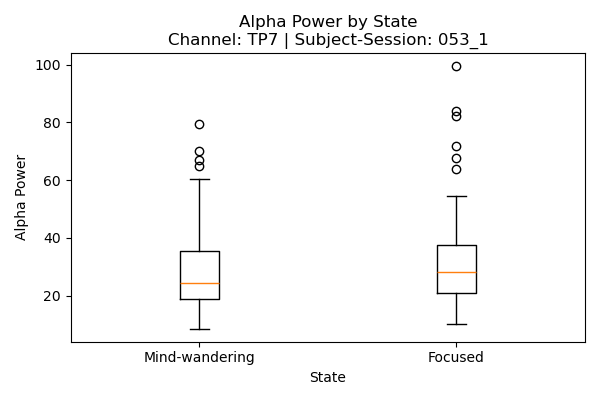 Alpha Power by State
Channel: TP7 | Subject-Session: 053_1
100
80
60
40
20
Alpha Power
Mind-wandering
Focused
State